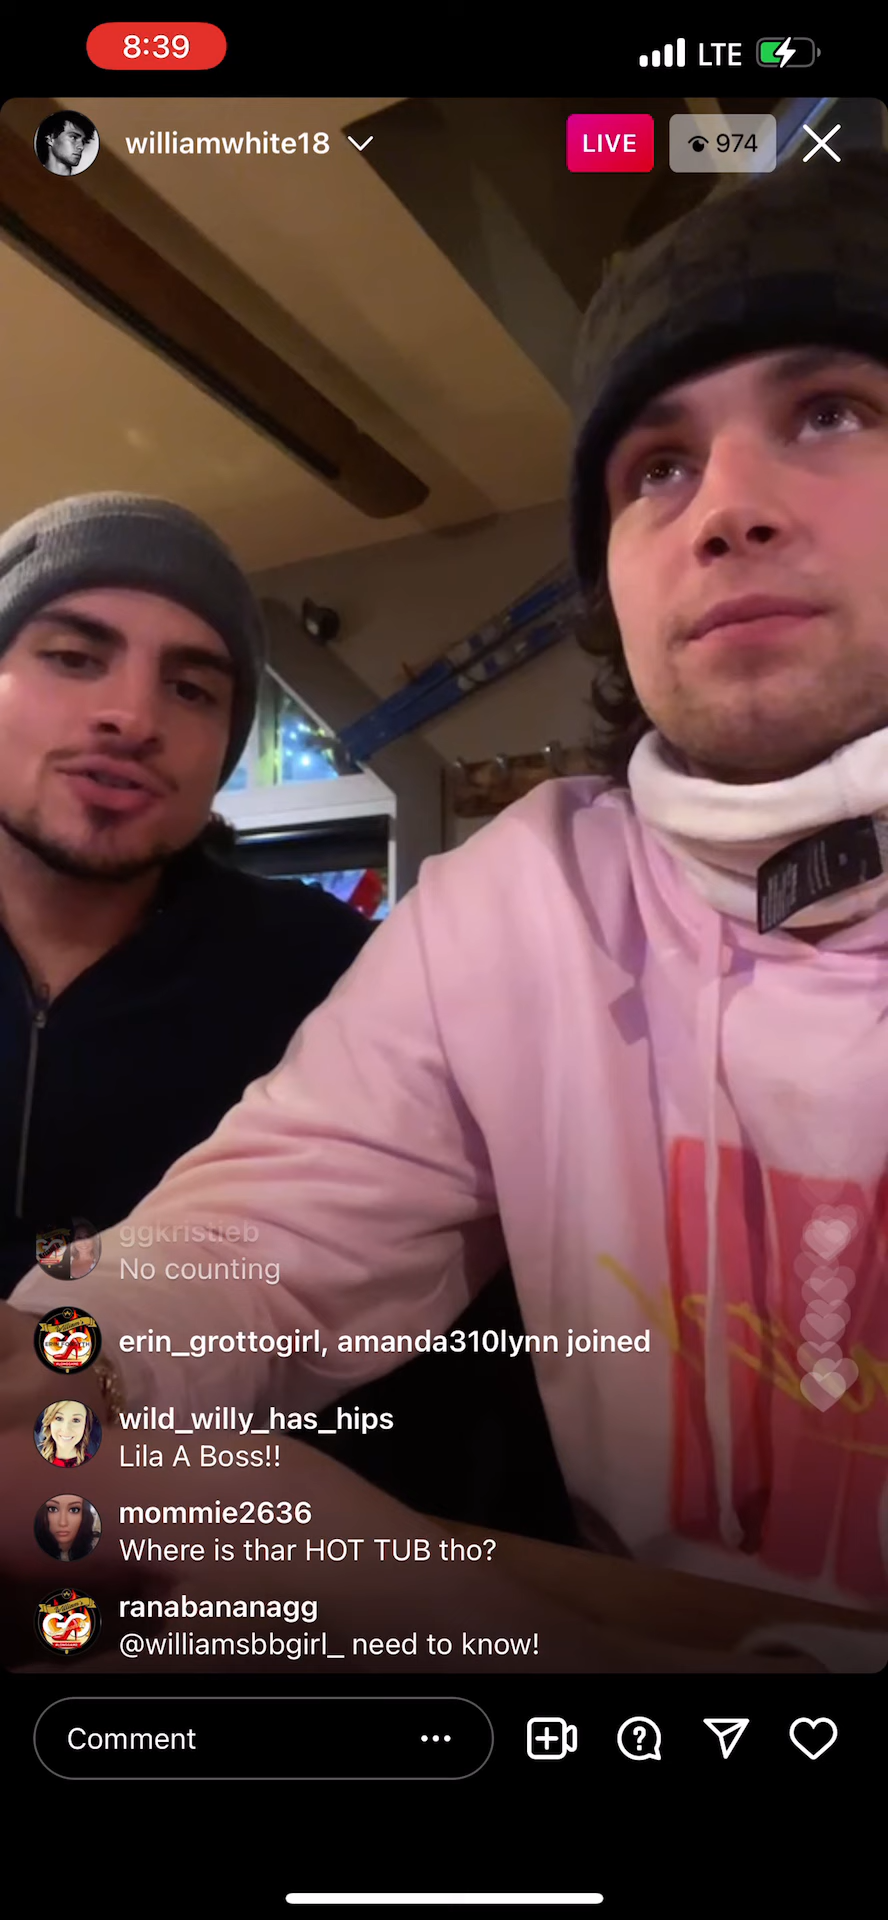 8:39
LTE
williamwhite18
LIVE
974
ggkristieb
No counting
erin_grottogirl, amanda310lynn joined
wild_willy_has_hips
Lila A Boss!!
mommie2636
Where is thar HOT TUB tho?
ranabananagg
@williamsbbgirl_ need to know!
Comment